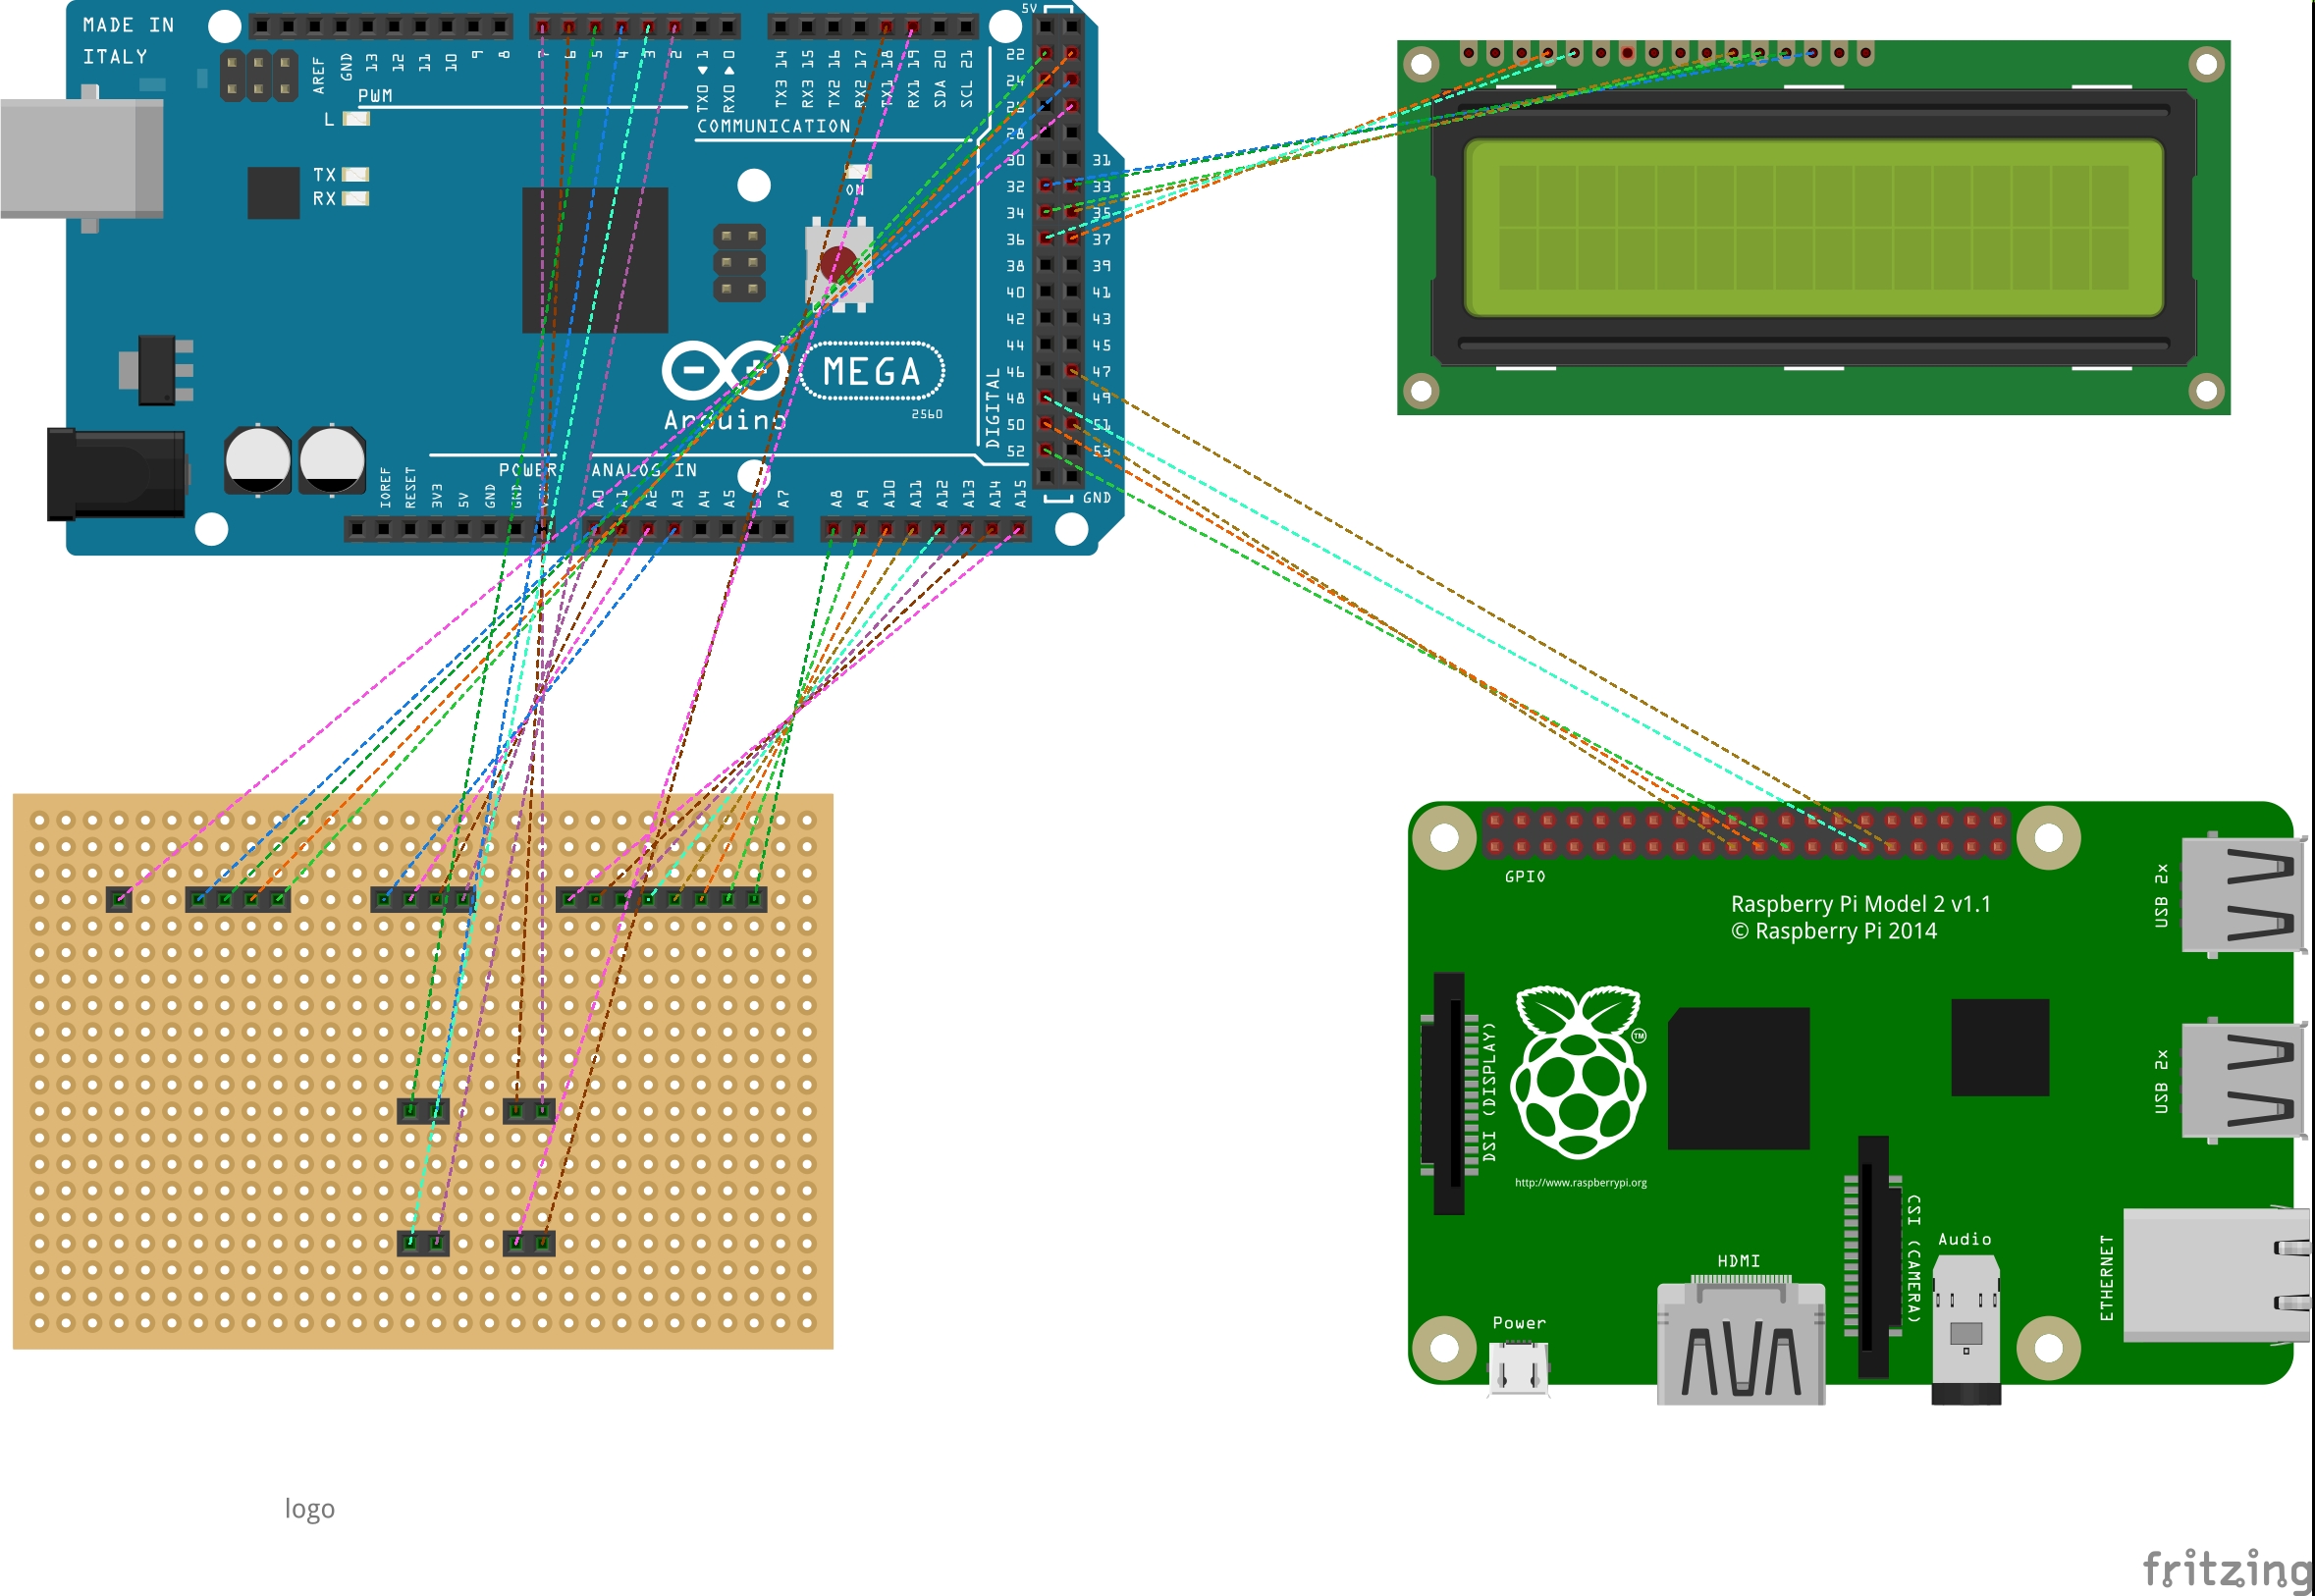 MADE IN
ITALY
AREF
GND
13
12
11
10
9
8
7
6
5
4
3
2
TX0 1
RX0 0
TX3 14
RX3 15
TX2 16
RX2 17
TX1 18
RX1 19
SDA 20
SCL 21
5V
PWM
L
COMMUNICATION
TX
RX
ON
22
24
26
28
30 31
32 33
34 35
36 37
38 39
40 41
42 43
44 45
46 47
48 49
50 51
52 53
GND
DIGITAL
MEGA
2560
Arduino
POWER
ANALOG IN
IOREF
RESET
3V3
5V
GND
GND
A0
A1
A2
A3
A4
A5
A7
A8
A9
A10
A11
A12
A13
A14
A15
GPIO
Raspberry Pi Model 2 v1.1
© Raspberry Pi 2014
USB 2x
USB 2x
DSI (DISPLAY)
TM
http://www.raspberrypi.org
CSI (CAMERA)
Audio
HDMI
Power
ETHERNET
logo
fritzing